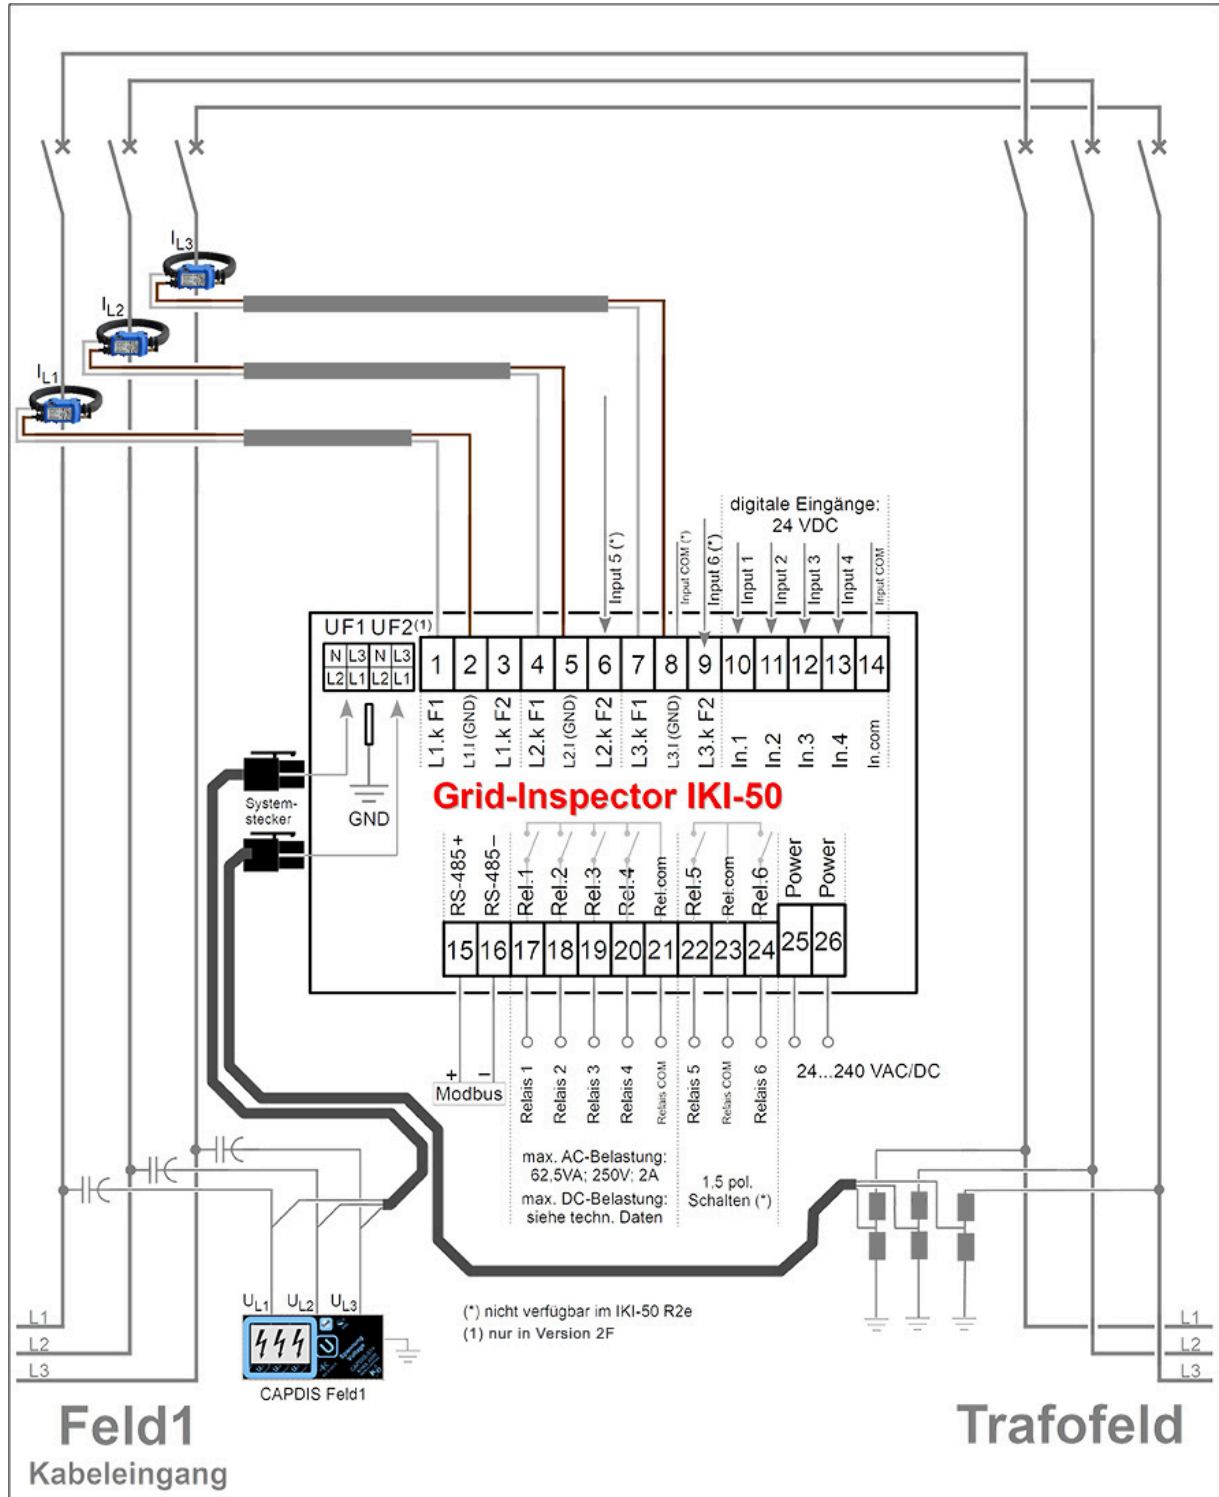 I_L3
I_L2
I_L1
digitale Eingänge:
24 VDC
Input 5 (*)
Input COM (*)
Input 6 (*)
Input 1
Input 2
Input 3
Input 4
Input COM
UF1 UF2(1)
N L3 N L3
L2 L1 L2 L1
1 2 3 4 5 6 7 8 9 10 11 12 13 14
L1.k F1
L1.l (GND)
L1.k F2
L2.k F1
L2.l (GND)
L2.k F2
L3.k F1
L3.l (GND)
L3.k F2
In.1
In.2
In.3
In.4
In.com
System-
stecker
GND
Grid-Inspector IKI-50
RS-485+
RS-485−
Rel.1
Rel.2
Rel.3
Rel.4
Rel.com
Rel.5
Rel.com
Rel.6
Power
Power
15 16 17 18 19 20 21 22 23 24 25 26
+ −
Modbus
Relais 1
Relais 2
Relais 3
Relais 4
Relais COM
Relais 5
Relais COM
Relais 6
24...240 VAC/DC
max. AC-Belastung:
62,5VA; 250V; 2A
max. DC-Belastung:
siehe techn. Daten
1,5 pol.
Schalten (*)
U_L1 U_L2 U_L3
(*) nicht verfügbar im IKI-50 R2e
(1) nur in Version 2F
CAPDIS Feld1
L1
L2
L3
L1
L2
L3
Feld1
Kabeleingang
Trafofeld